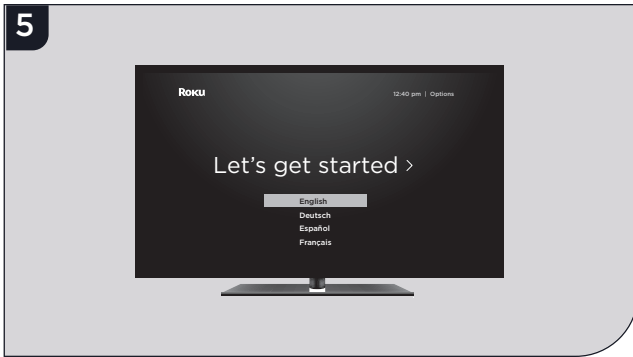 5
Roku
12:40 pm | Options
Let's get started >
English
Deutsch
Español
Français